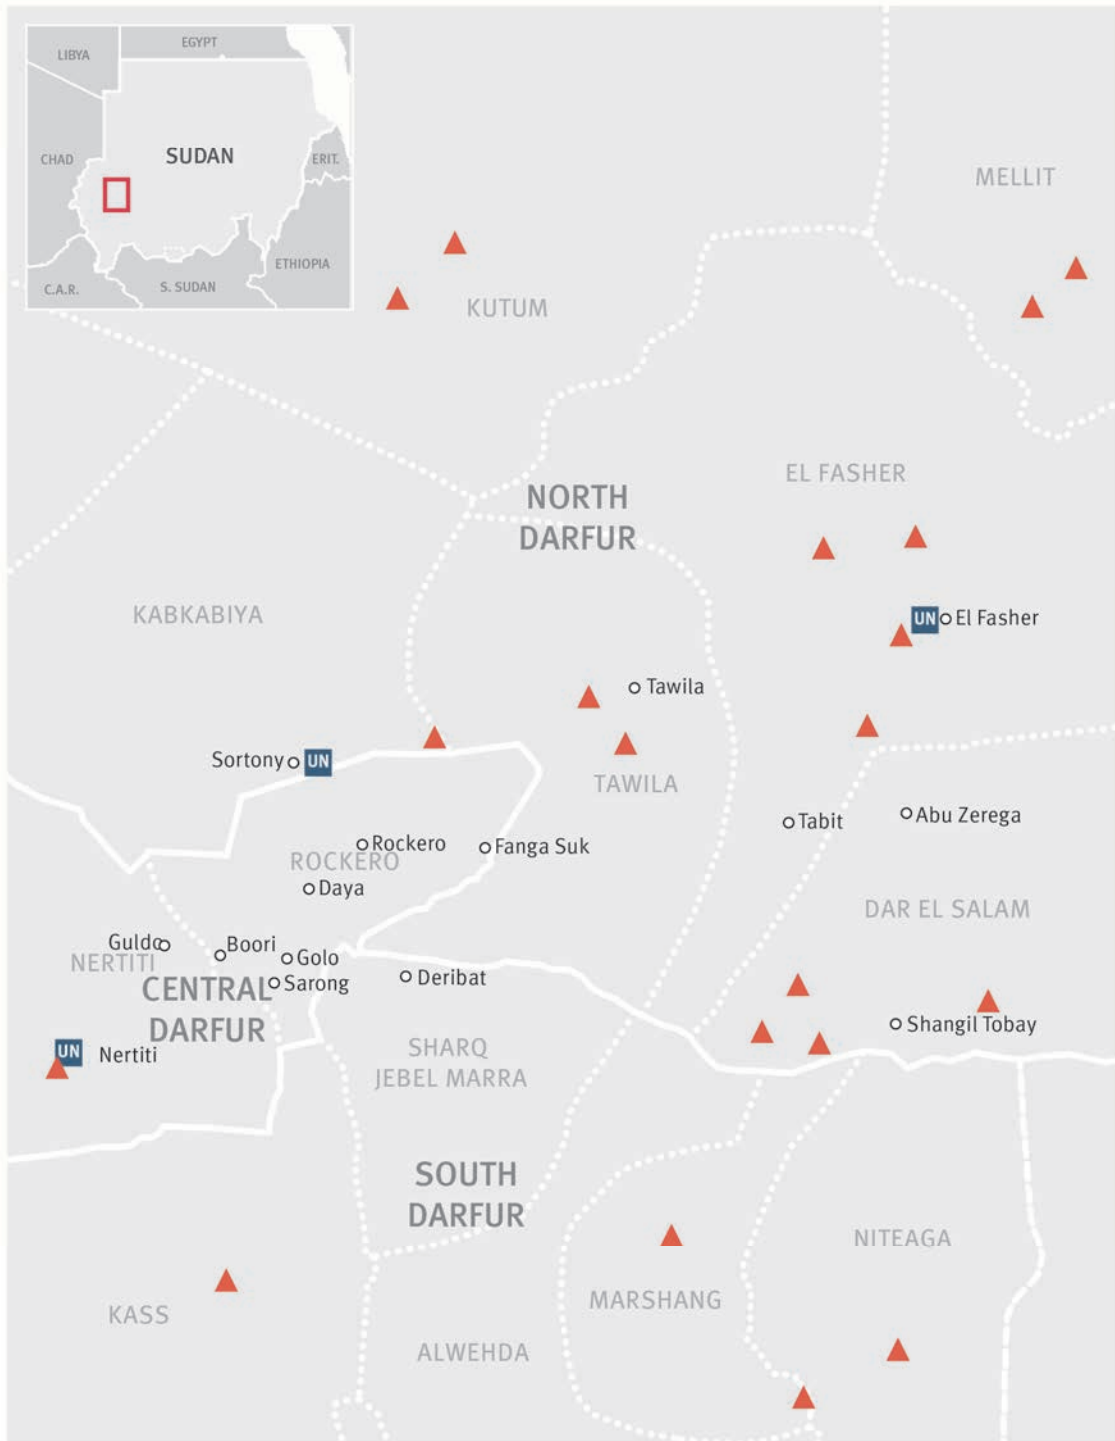 EGYPT
LIBYA
SUDAN
CHAD
ERIT.
ETHIOPIA
C.A.R.
S. SUDAN
MELLIT
KUTUM
EL FASHER
NORTH
DARFUR
KABKABIYA
UN
El Fasher
Tawila
Sortony
UN
TAWILA
Tabit
Abu Zerega
Rockero
Fanga Suk
ROCKERO
Daya
DAR EL SALAM
Guldo
Boori
NERTITI
Golo
Sarong
Deribat
CENTRAL
DARFUR
Shangil Tobay
UN
Nertiti
SHARQ
JEBEL MARRA
SOUTH
DARFUR
NITEAGA
MARSHANG
KASS
ALWEHDA